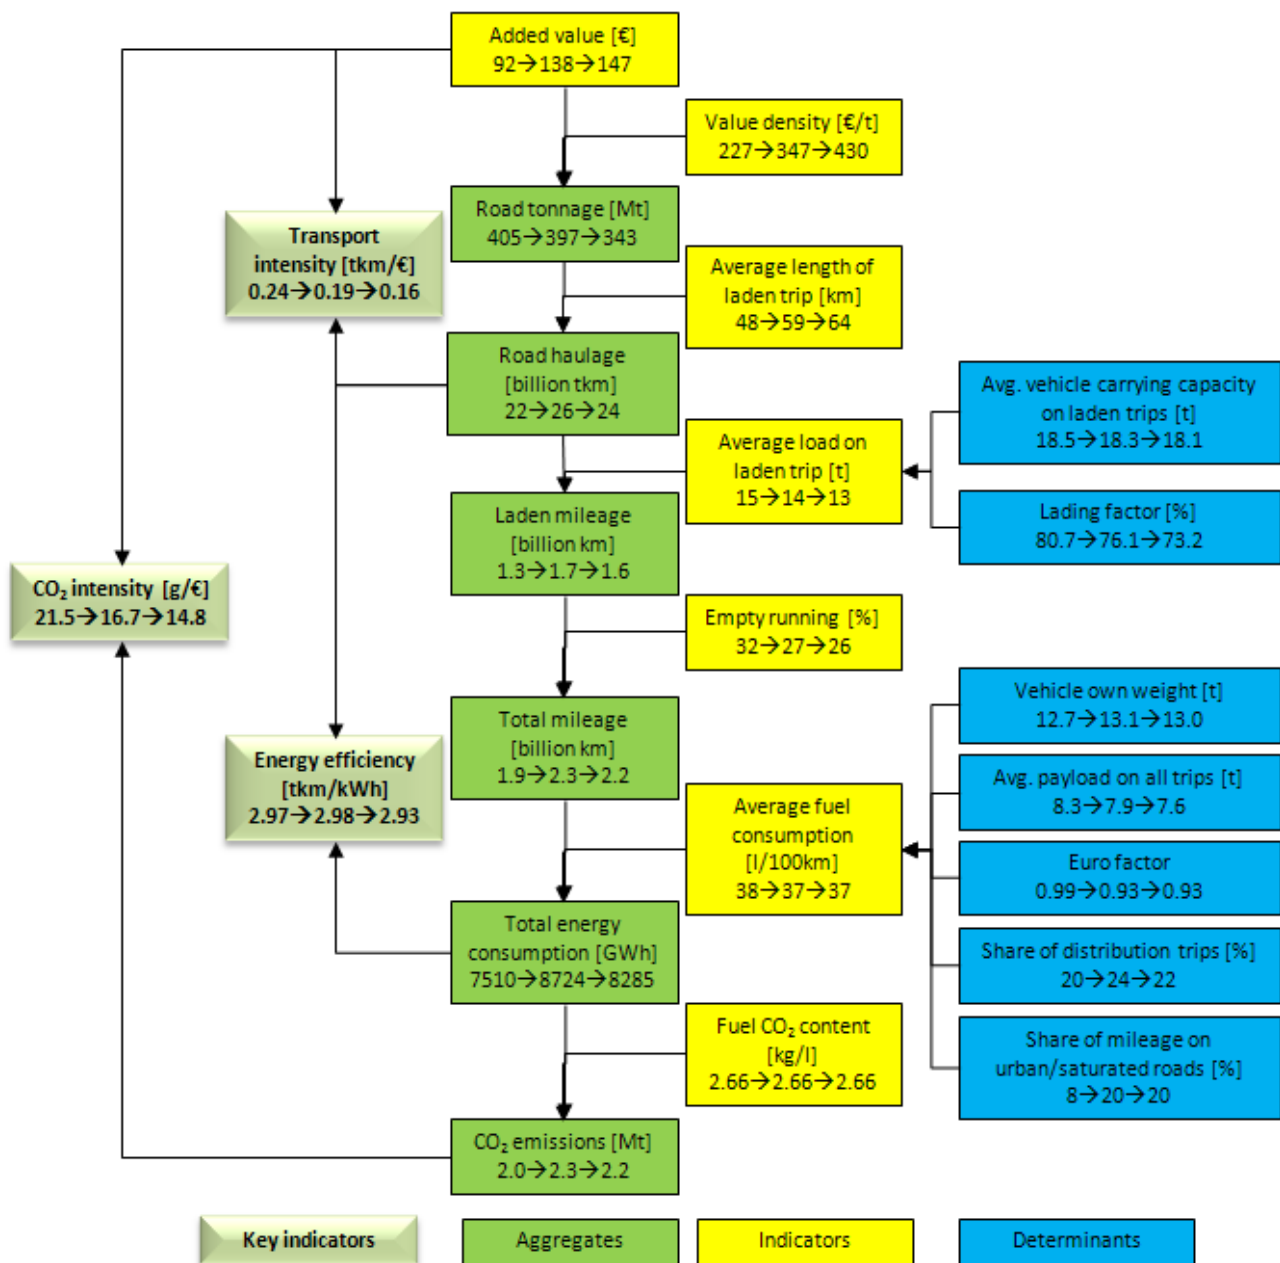 Added value [€]
92→138→147
Value density [€/t]
227→347→430
Road tonnage [Mt]
405→397→343
Transport
intensity [tkm/€]
0.24→0.19→0.16
Average length of
laden trip [km]
48→59→64
Road haulage
[billion tkm]
22→26→24
Avg. vehicle carrying capacity
on laden trips [t]
18.5→18.3→18.1
Average load on
laden trip [t]
15→14→13
Laden mileage
[billion km]
1.3→1.7→1.6
Lading factor [%]
80.7→76.1→73.2
CO₂ intensity [g/€]
21.5→16.7→14.8
Empty running [%]
32→27→26
Vehicle own weight [t]
12.7→13.1→13.0
Total mileage
[billion km]
1.9→2.3→2.2
Energy efficiency
[tkm/kWh]
2.97→2.98→2.93
Avg. payload on all trips [t]
8.3→7.9→7.6
Average fuel
consumption
[l/100km]
38→37→37
Euro factor
0.99→0.93→0.93
Total energy
consumption [GWh]
7510→8724→8285
Share of distribution trips [%]
20→24→22
Fuel CO₂ content
[kg/l]
2.66→2.66→2.66
Share of mileage on
urban/saturated roads [%]
8→20→20
CO₂ emissions [Mt]
2.0→2.3→2.2
Key indicators
Aggregates
Indicators
Determinants